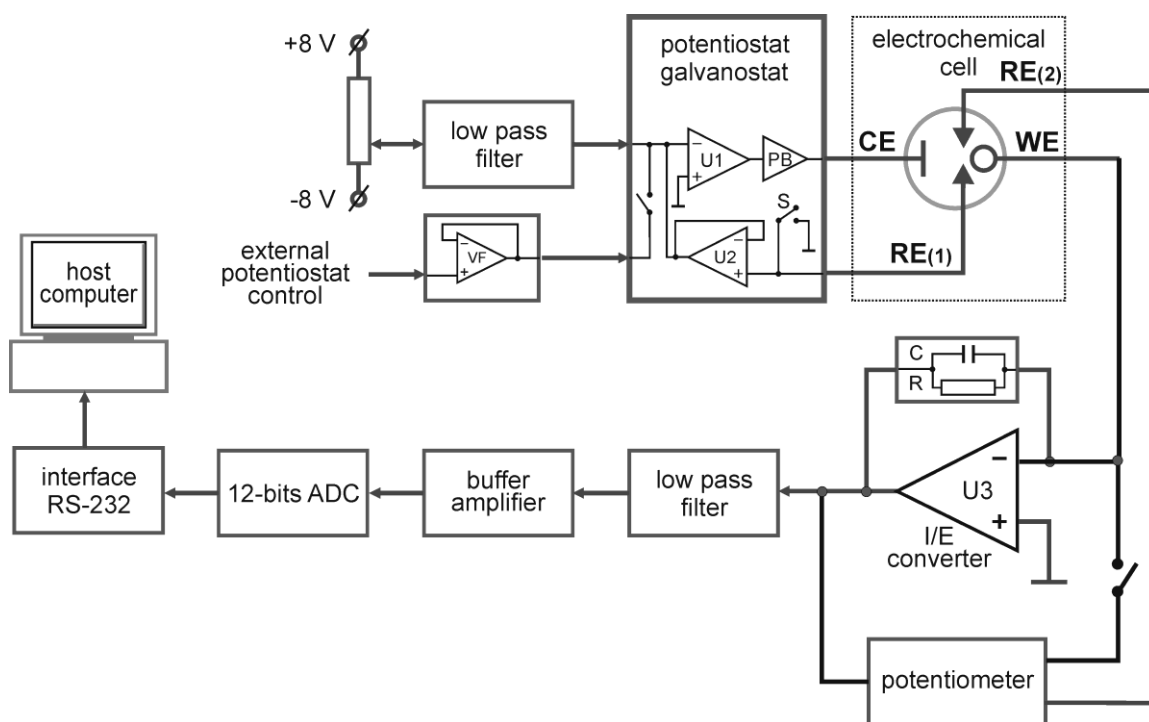 +8 V
-8 V
low pass
filter
potentiostat
galvanostat
U1
PB
S
U2
electrochemical
cell
RE(2)
CE
WE
RE(1)
external
potentiostat
control
VF
host
computer
C
R
U3
I/E
converter
interface
RS-232
12-bits ADC
buffer
amplifier
low pass
filter
potentiometer